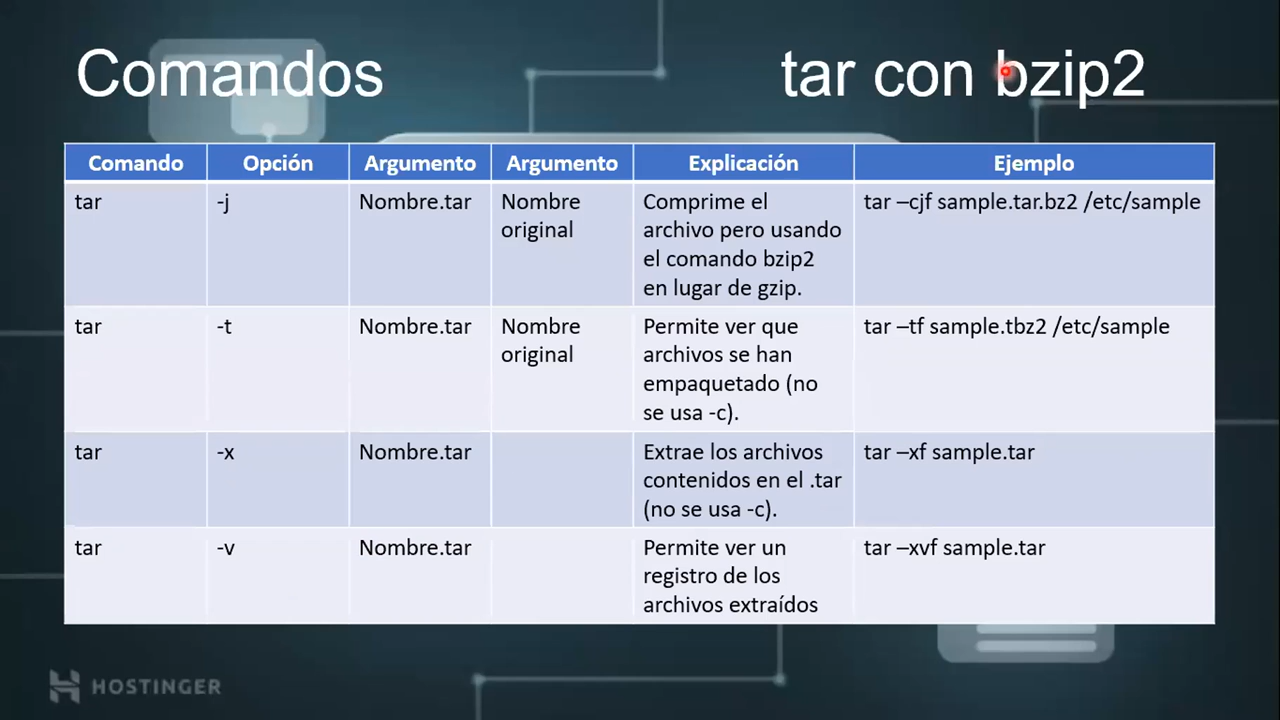 Comandos
tar con bzip2
Comando Opción Argumento Argumento Explicación Ejemplo
tar -j Nombre.tar Nombre Comprime el tar –cjf sample.tar.bz2 /etc/sample
original archivo pero usando
el comando bzip2
en lugar de gzip.
tar -t Nombre.tar Nombre Permite ver que tar –tf sample.tbz2 /etc/sample
original archivos se han
empaquetado (no
se usa -c).
tar -x Nombre.tar Extrae los archivos tar –xf sample.tar
contenidos en el .tar
(no se usa -c).
tar -v Nombre.tar Permite ver un tar –xvf sample.tar
registro de los
archivos extraídos
HOSTINGER